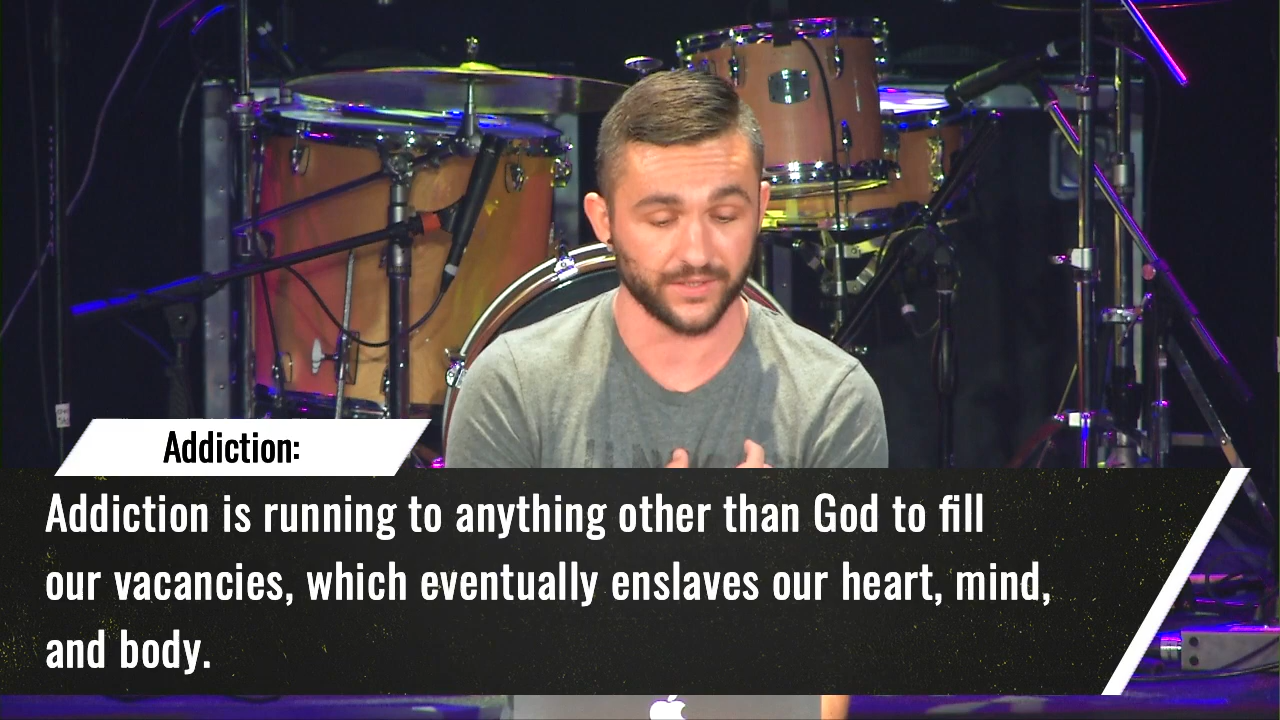 Addiction:
Addiction is running to anything other than God to fill
our vacancies, which eventually enslaves our heart, mind,
and body.